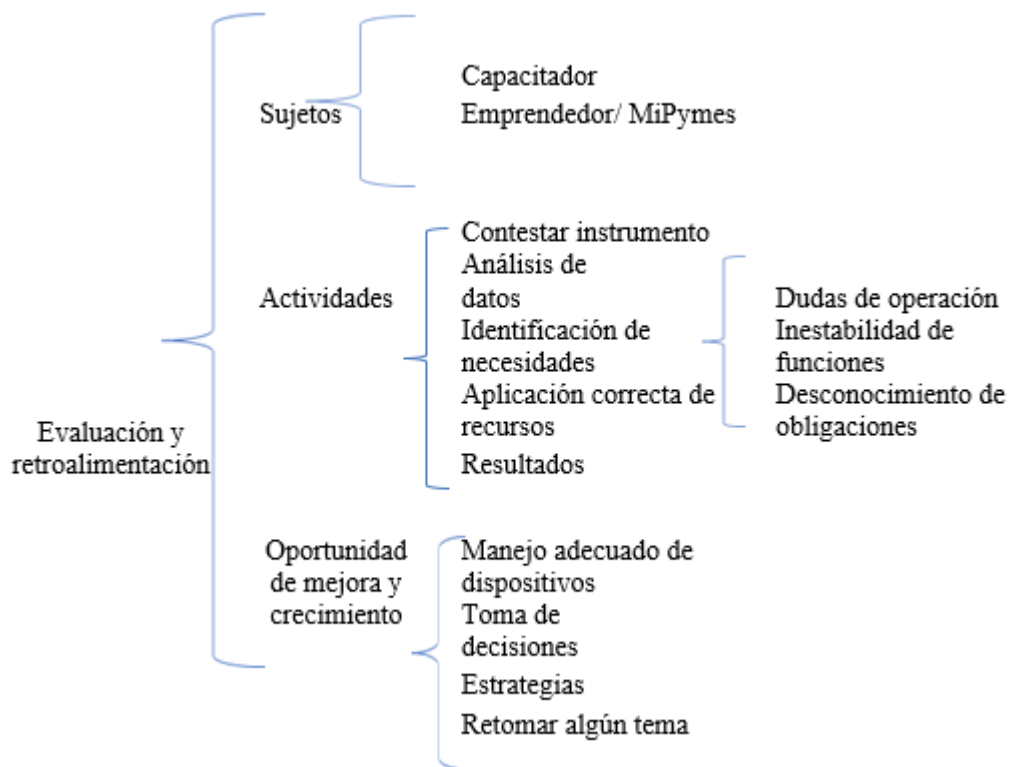 Evaluación y
retroalimentación
Sujetos
Capacitador
Emprendedor/ MiPymes
Actividades
Contestar instrumento
Análisis de
datos
Identificación de
necesidades
Aplicación correcta de
recursos
Resultados
Dudas de operación
Inestabilidad de
funciones
Desconocimiento de
obligaciones
Oportunidad
de mejora y
crecimiento
Manejo adecuado de
dispositivos
Toma de
decisiones
Estrategias
Retomar algún tema